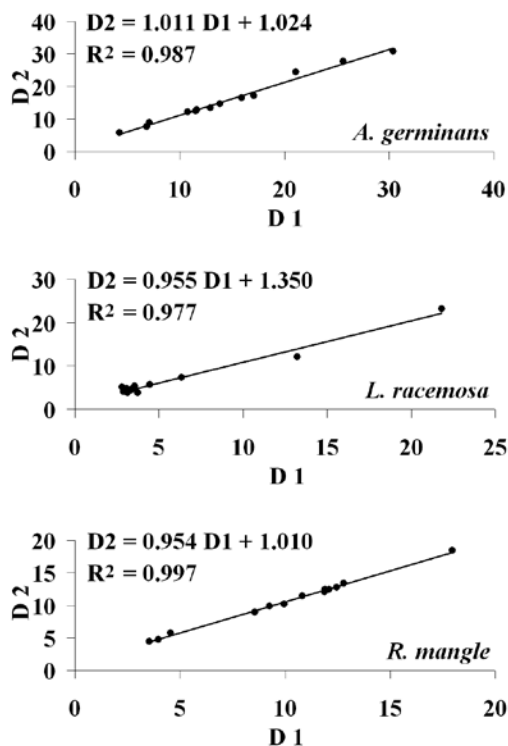 D2 = 1.011 D1 + 1.024
R2 = 0.987
40
30
20
10
0
D 2
A. germinans
0 10 20 30 40
D 1
D2 = 0.955 D1 + 1.350
R2 = 0.977
30
20
10
0
D 2
L. racemosa
0 5 10 15 20 25
D 1
D2 = 0.954 D1 + 1.010
R2 = 0.997
20
15
10
5
0
D 2
R. mangle
0 5 10 15 20
D 1